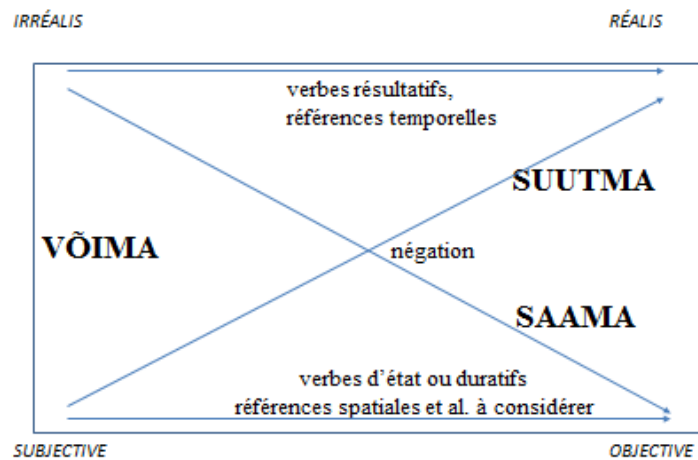 IRRÉALIS
RÉALIS
verbes résultatifs,
références temporelles
SUUTMA
VÕIMA
négation
SAAMA
verbes d'état ou duratifs
références spatiales et al. à considérer
SUBJECTIVE
OBJECTIVE